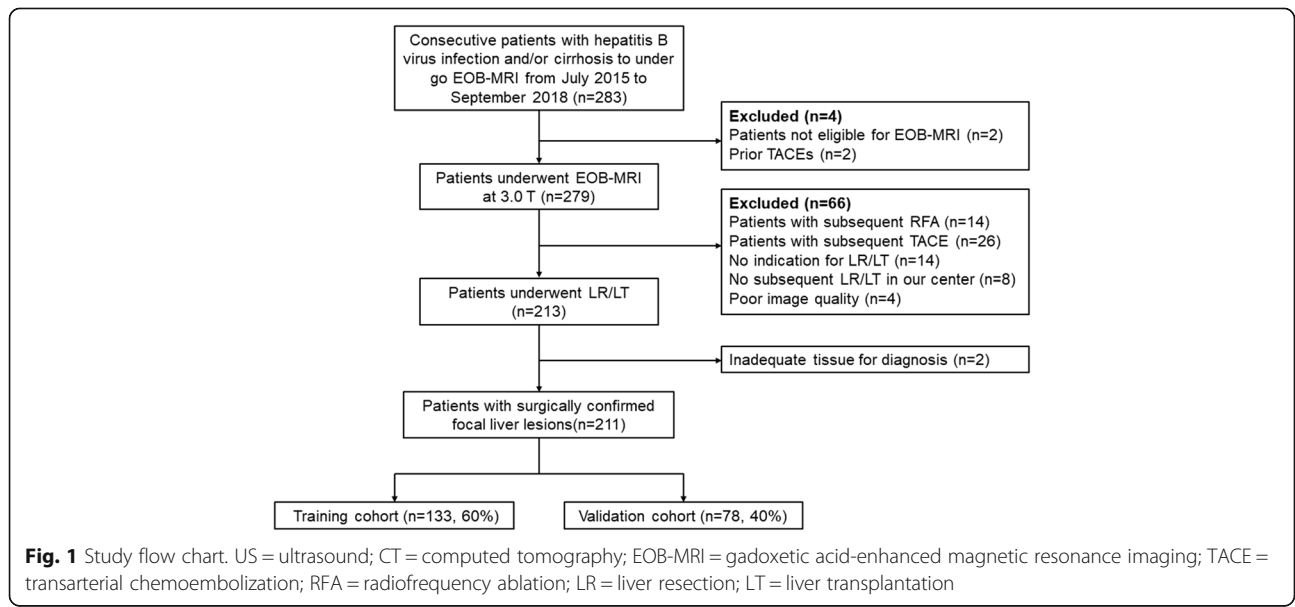 Consecutive patients with hepatitis B
virus infection and/or cirrhosis to under
go EOB-MRI from July 2015 to
September 2018 (n=283)
Excluded (n=4)
Patients not eligible for EOB-MRI (n=2)
Prior TACEs (n=2)
Patients underwent EOB-MRI
at 3.0 T (n=279)
Excluded (n=66)
Patients with subsequent RFA (n=14)
Patients with subsequent TACE (n=26)
No indication for LR/LT (n=14)
No subsequent LR/LT in our center (n=8)
Poor image quality (n=4)
Patients underwent LR/LT
(n=213)
Inadequate tissue for diagnosis (n=2)
Patients with surgically confirmed
focal liver lesions(n=211)
Training cohort (n=133, 60%)
Validation cohort (n=78, 40%)
Fig. 1 Study flow chart. US = ultrasound; CT = computed tomography; EOB-MRI = gadoxetic acid-enhanced magnetic resonance imaging; TACE =
transarterial chemoembolization; RFA = radiofrequency ablation; LR = liver resection; LT = liver transplantation